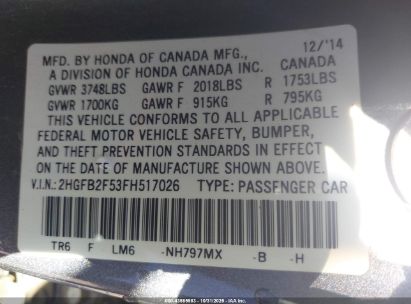 MFD. BY HONDA OF CANADA MFG., 12/'14
A DIVISION OF HONDA CANADA INC. CANADA
GVWR 3748LBS GAWR F 2018LBS R 1753LBS
GVWR 1700KG GAWR F 915KG R 795KG
THIS VEHICLE CONFORMS TO ALL APPLICABLE
FEDERAL MOTOR VEHICLE SAFETY, BUMPER,
AND THEFT PREVENTION STANDARDS IN EFFECT
ON THE DATE OF MANUFACTURE SHOWN ABOVE.
V.I.N.: 2HGFB2F53FH517026 TYPE: PASSENGER CAR
TR6 F LM6 -NH797MX -B -H